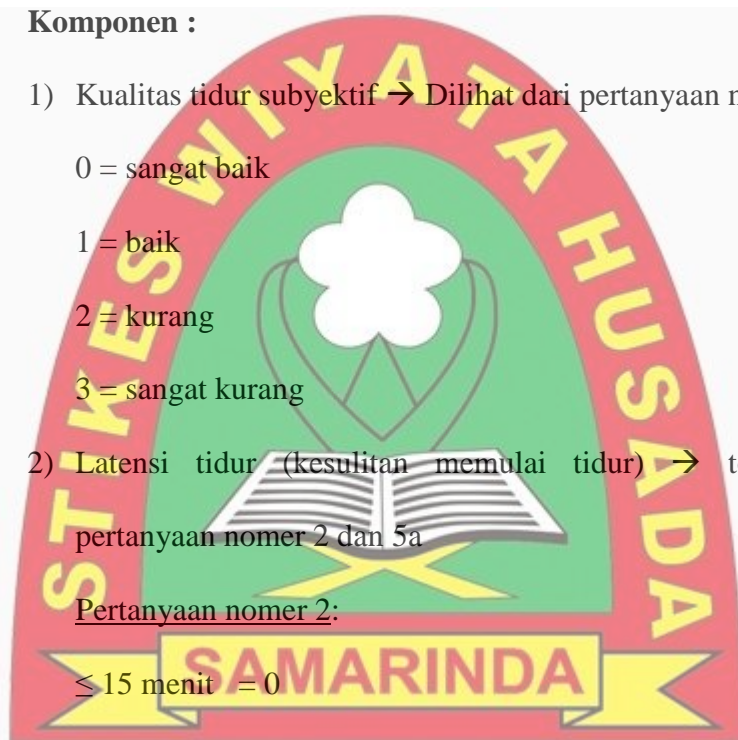 Komponen :
1) Kualitas tidur subyektif → Dilihat dari pertanyaan
0 = sangat baik
1 = baik
2 = kurang
3 = sangat kurang
2) Latensi tidur (kesulitan memulai tidur) →
pertanyaan nomer 2 dan 5a
Pertanyaan nomer 2:
≤ 15 menit = 0
STIKES WIYATA HUSADA
SAMARINDA